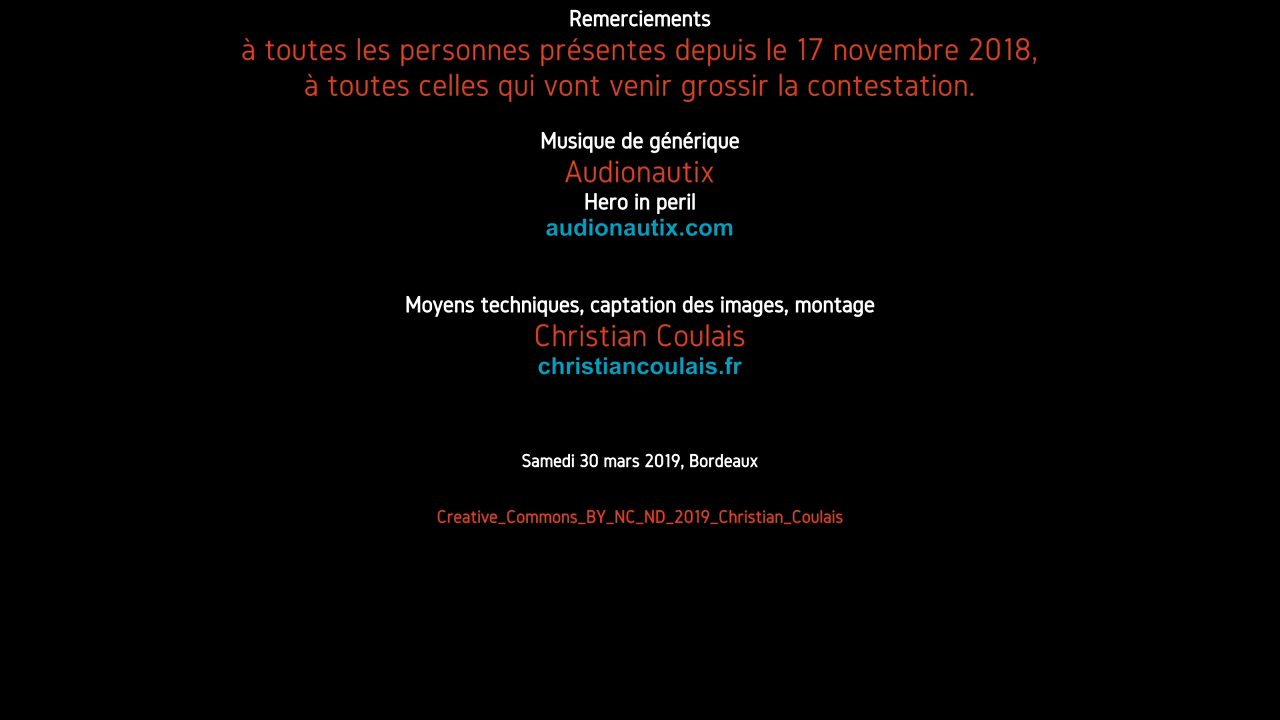 Remerciements
à toutes les personnes présentes depuis le 17 novembre 2018,
à toutes celles qui vont venir grossir la contestation.
Musique de générique
Audionautix
Hero in peril
audionautix.com
Moyens techniques, captation des images, montage
Christian Coulais
christiancoulais.fr
Samedi 30 mars 2019, Bordeaux
Creative_Commons_BY_NC_ND_2019_Christian_Coulais